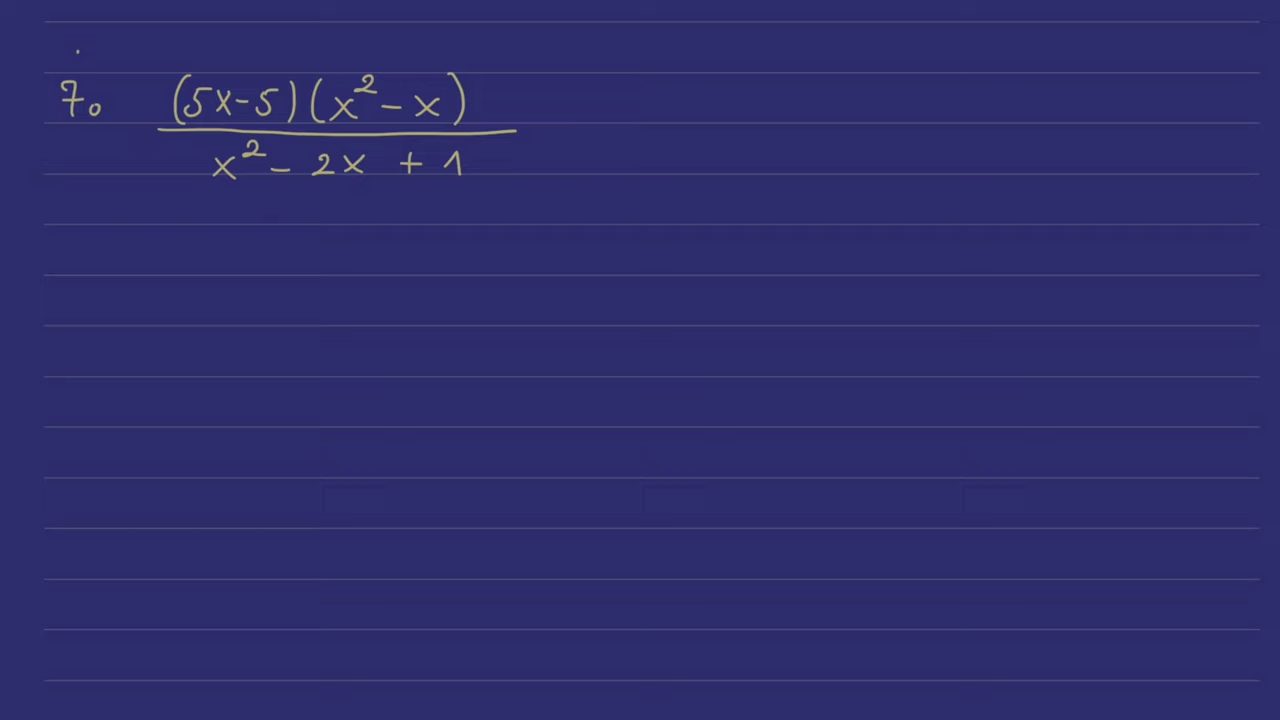 7. (5x-5)(x² - x)
x² - 2x + 1